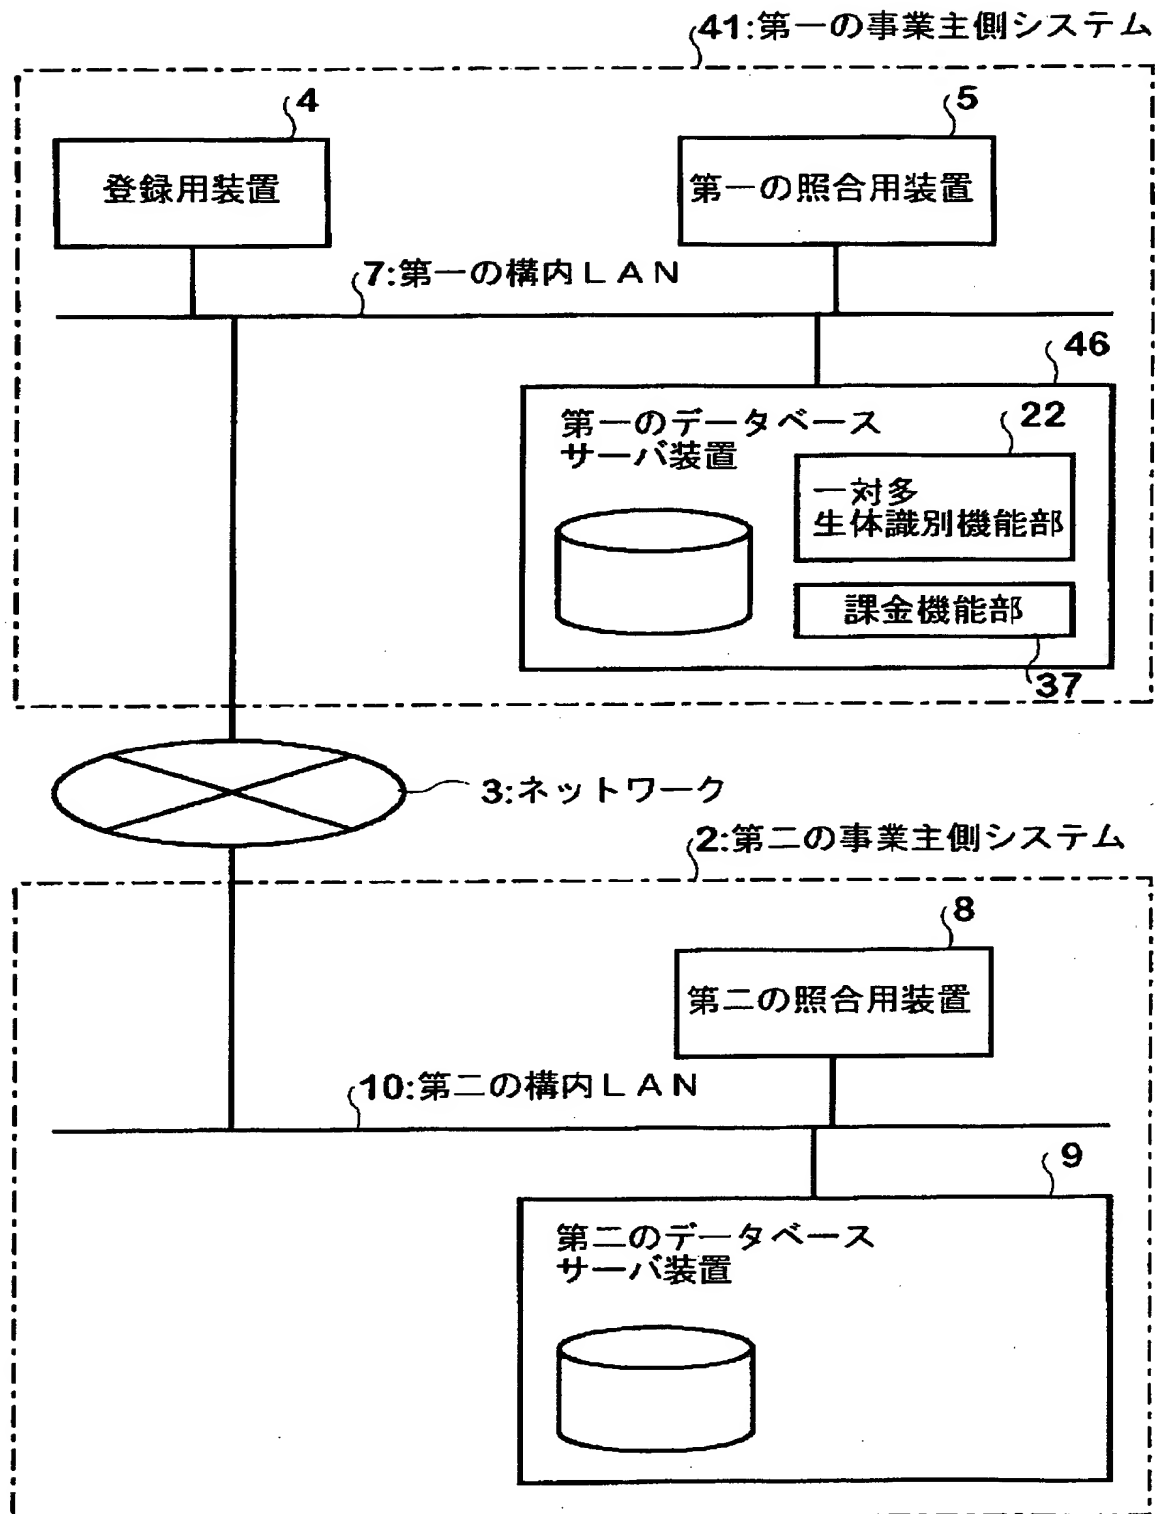 41:第一の事業主側システム
4
5
登録用装置
第一の照合用装置
7:第一の構内LAN
46
第一のデータベース
サーバ装置
22
一対多
生体識別機能部
課金機能部
37
3:ネットワーク
2:第二の事業主側システム
8
第二の照合用装置
10:第二の構内LAN
9
第二のデータベース
サーバ装置